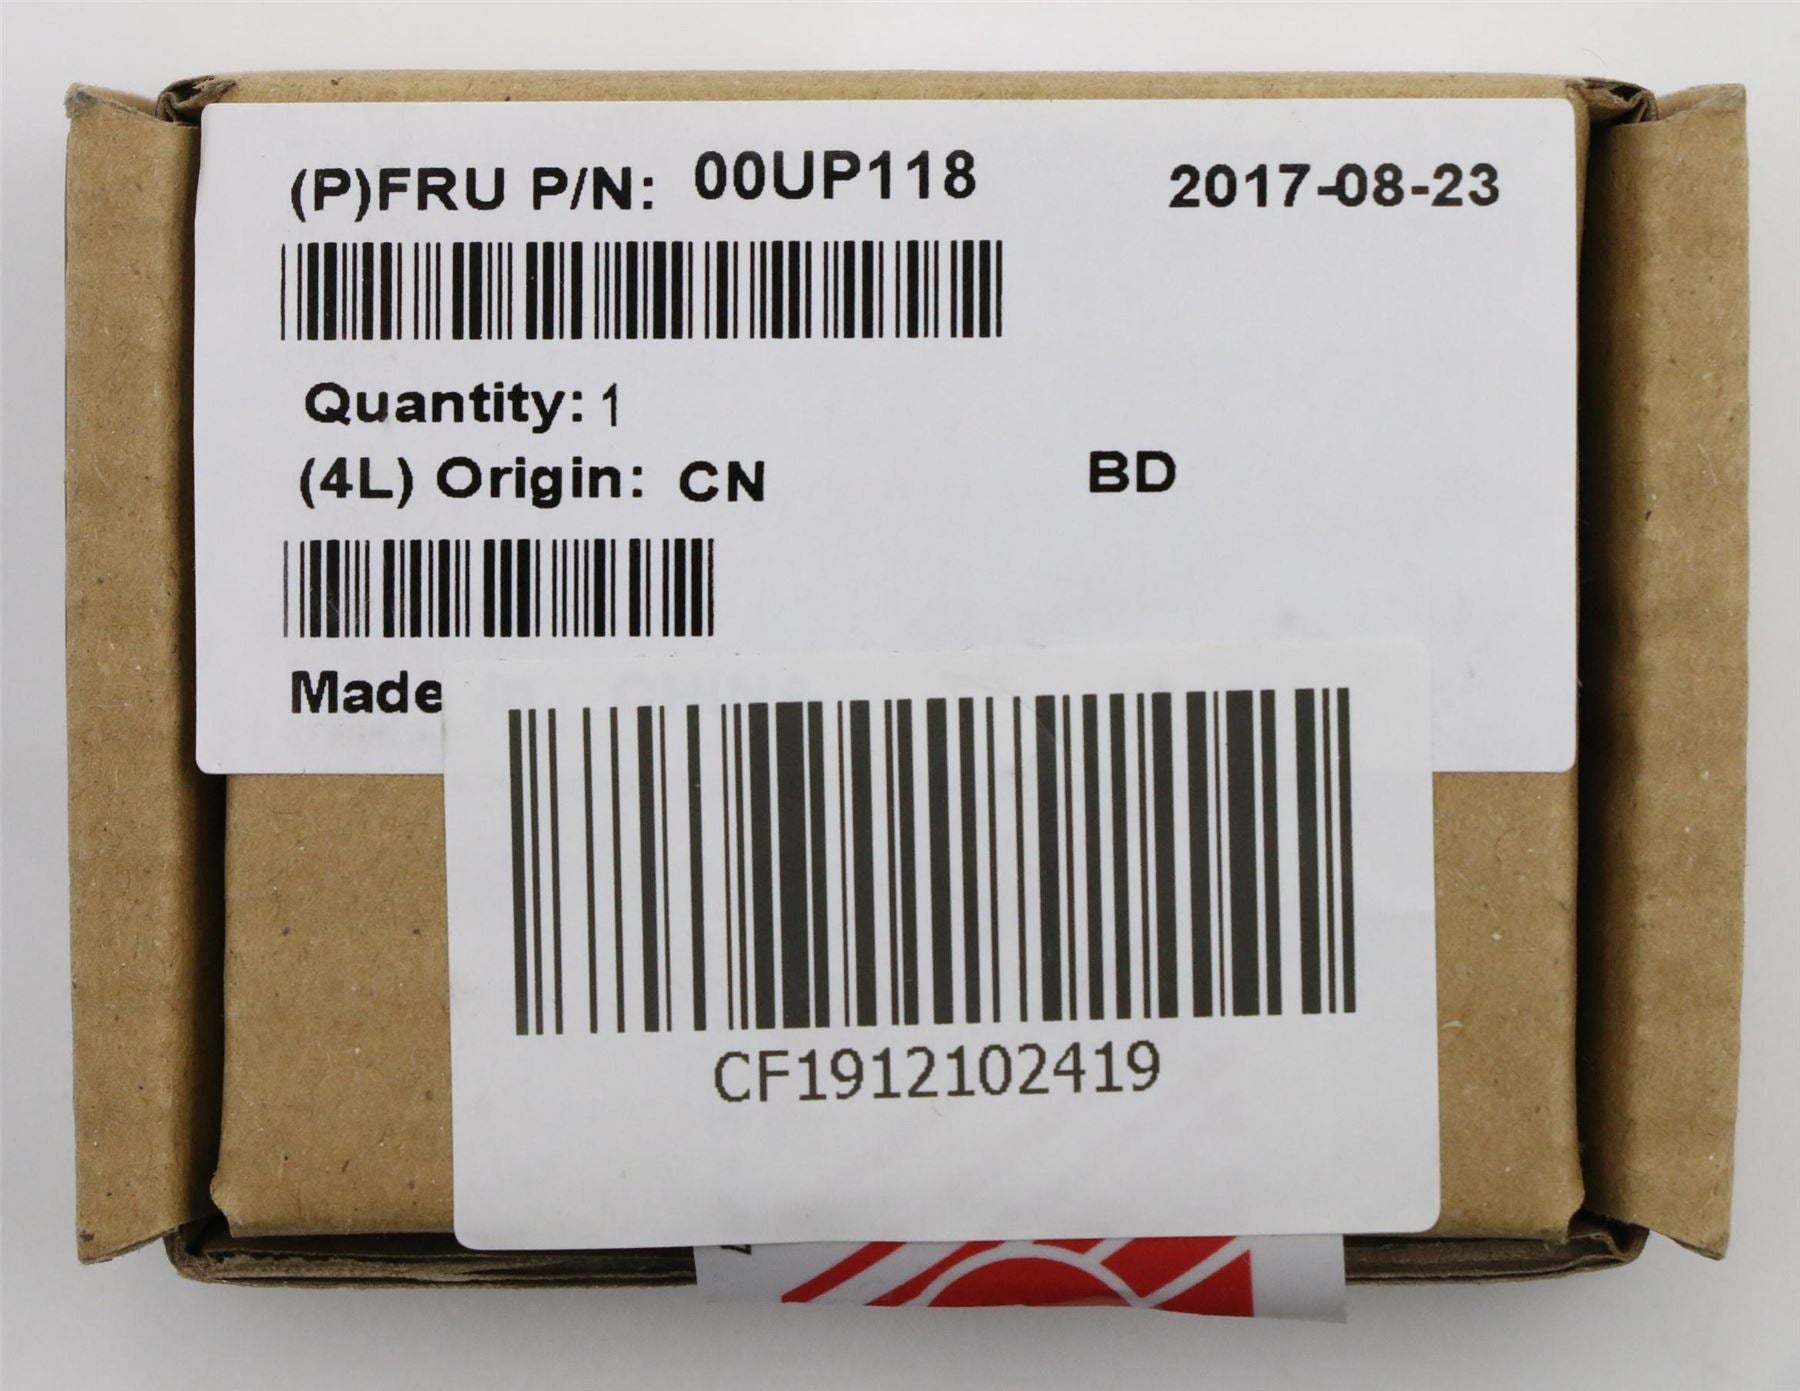 (P)FRU P/N: 00UP118 2017-08-23
Quantity: 1
(4L) Origin: CN BD
Made
CF1912102419